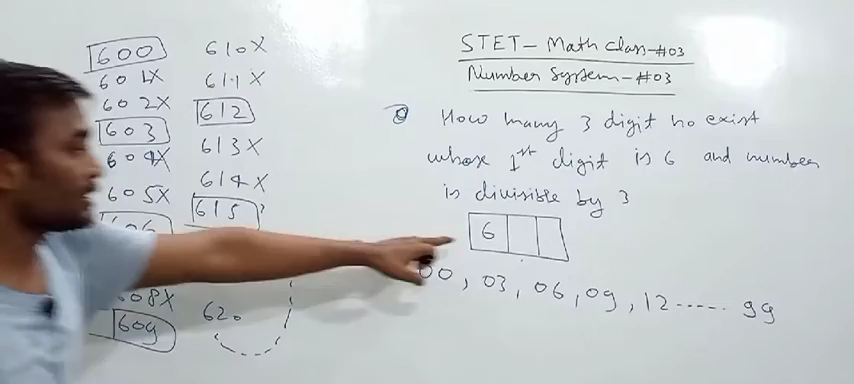 STET- Math class-#03
Number System-#03
Q How many 3 digit no exist
whose 1st digit is 6 and number
is divisible by 3
6
00, 03, 06, 09, 12 ------ 99
600
601X
602X
603
604X
605X
606
608X
609
610X
611X
612
613X
614X
615
620